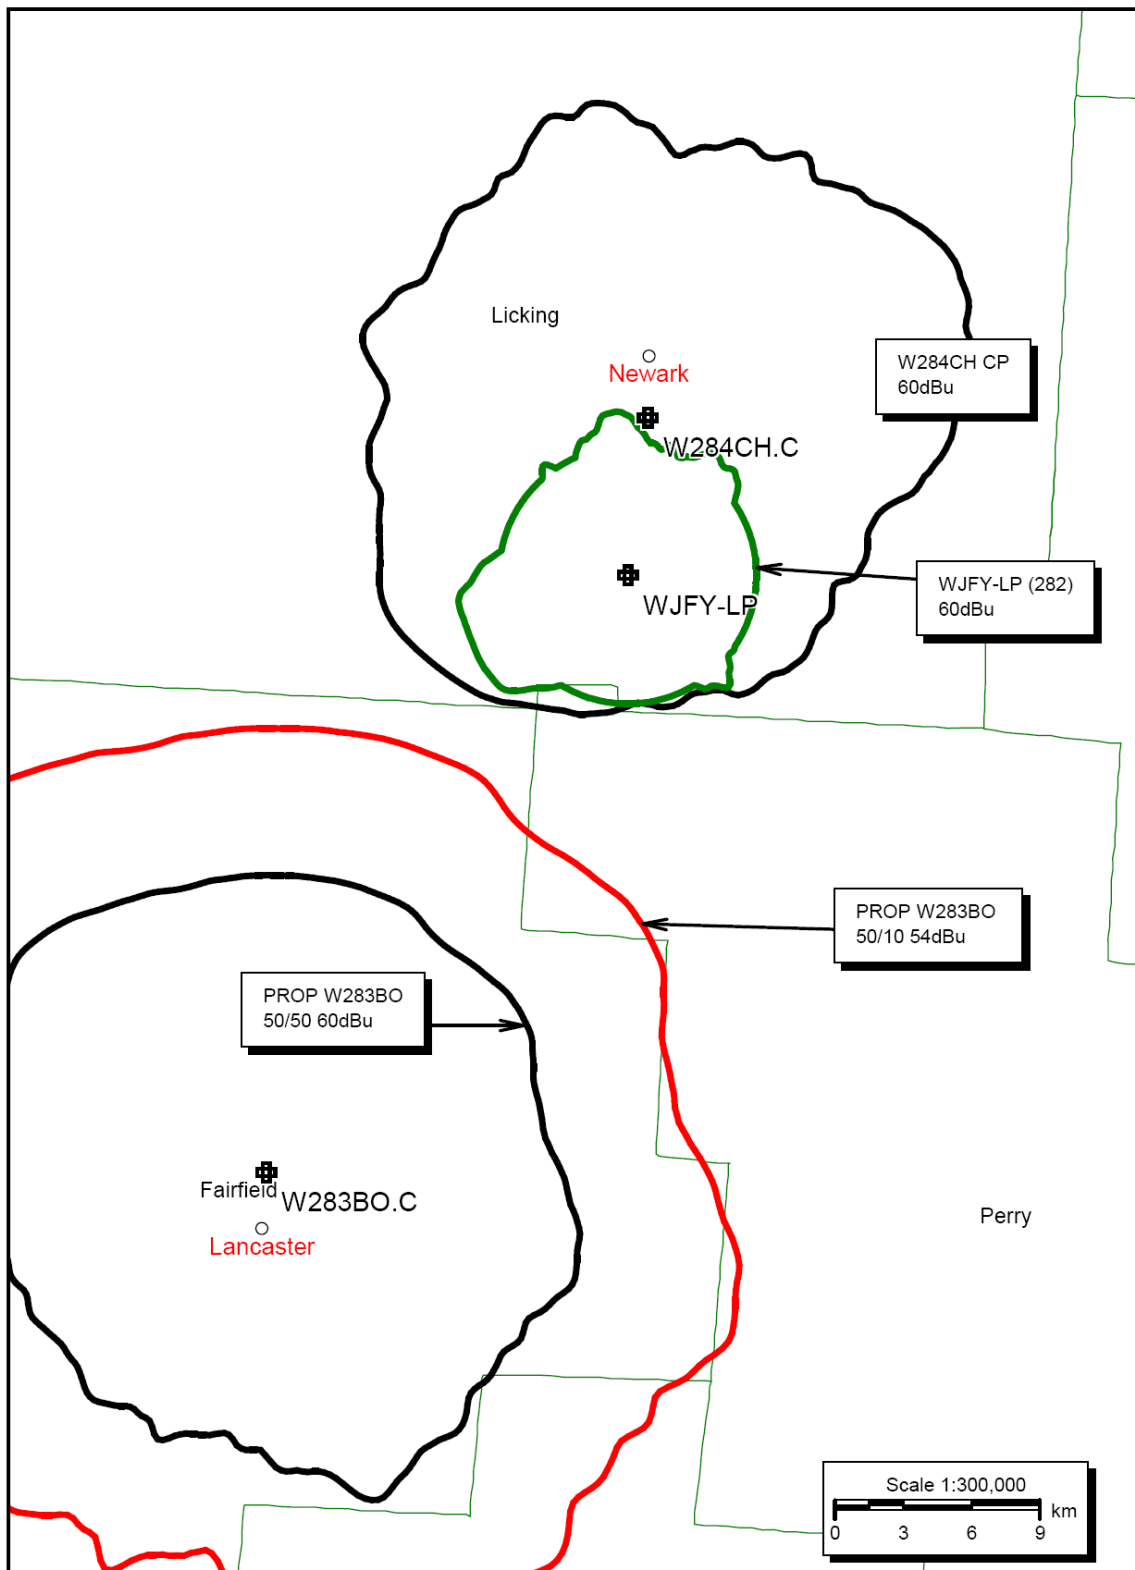 Licking
Newark
W284CH CP
60dBu
W284CH.C
WJFY-LP (282)
60dBu
WJFY-LP
PROP W283BO
50/10 54dBu
PROP W283BO
50/50 60dBu
Fairfield
W283BO.C
Lancaster
Perry
Scale 1:300,000
km
0 3 6 9